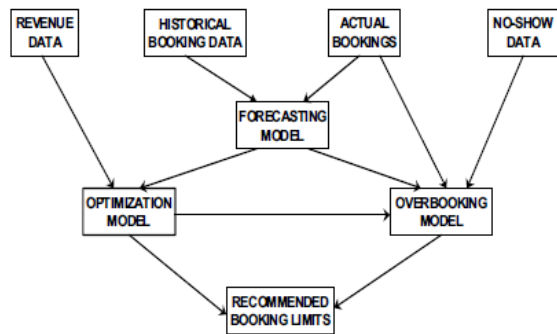 REVENUE
DATA
HISTORICAL
BOOKING DATA
ACTUAL
BOOKINGS
NO-SHOW
DATA
FORECASTING
MODEL
OPTIMIZATION
MODEL
OVERBOOKING
MODEL
RECOMMENDED
BOOKING LIMITS